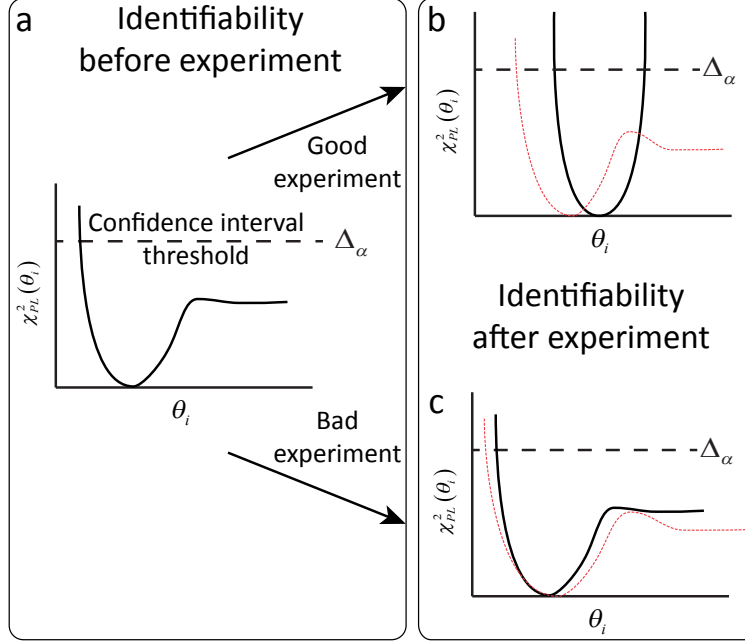 a
Identifiability
before experiment
Good
experiment
Confidence interval
threshold
Δα
χ²PL(θi)
θi
Bad
experiment
b
Δα
χ²PL(θi)
θi
Identifiability
after experiment
c
Δα
χ²PL(θi)
θi